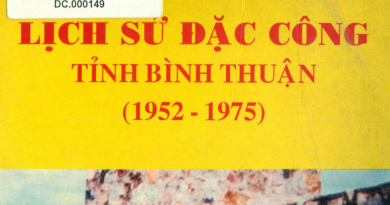 DC.000149
LỊCH SỬ ĐẶC CÔNG
TỈNH BÌNH THUẬN
(1952 - 1975)